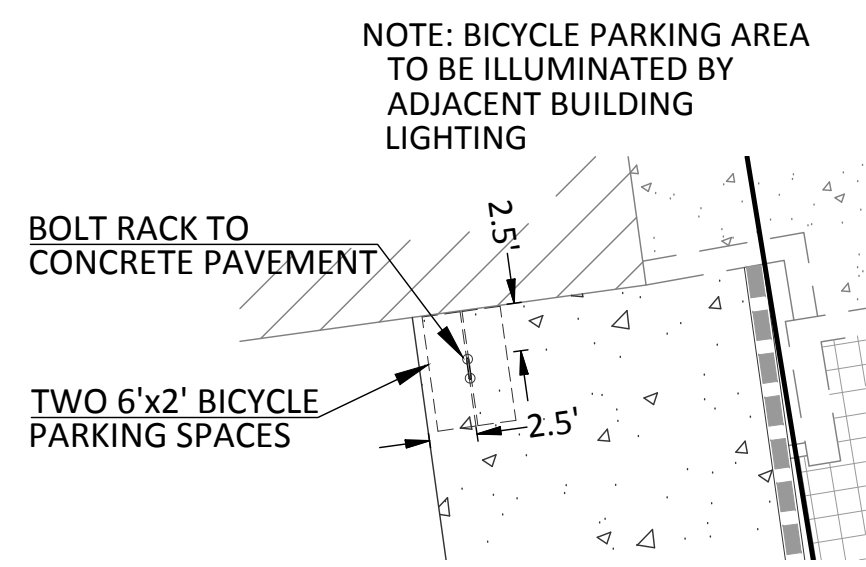 NOTE: BICYCLE PARKING AREA
TO BE ILLUMINATED BY
ADJACENT BUILDING
LIGHTING
2.5'
BOLT RACK TO
CONCRETE PAVEMENT
TWO 6'x2' BICYCLE
PARKING SPACES
2.5'